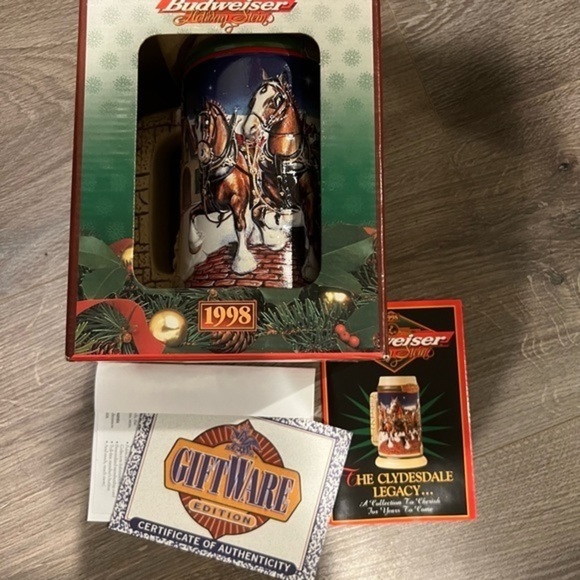 Budweiser
Holiday Stein
1998
weiser
Stein
THE CLYDESDALE
LEGACY...
A Collection To Cherish
For Years To Come
GIFTWARE
EDITION
CERTIFICATE OF AUTHENTICITY